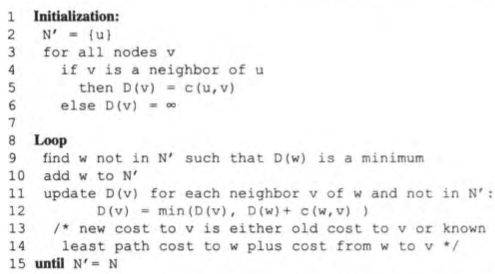 1 Initialization:
2 N' = {u}
3 for all nodes v
4 if v is a neighbor of u
5 then D(v) = c(u,v)
6 else D(v) = ∞
7
8 Loop
9 find w not in N' such that D(w) is a minimum
10 add w to N'
11 update D(v) for each neighbor v of w and not in N':
12 D(v) = min(D(v), D(w)+ c(w,v) )
13 /* new cost to v is either old cost to v or known
14 least path cost to w plus cost from w to v */
15 until N'= N